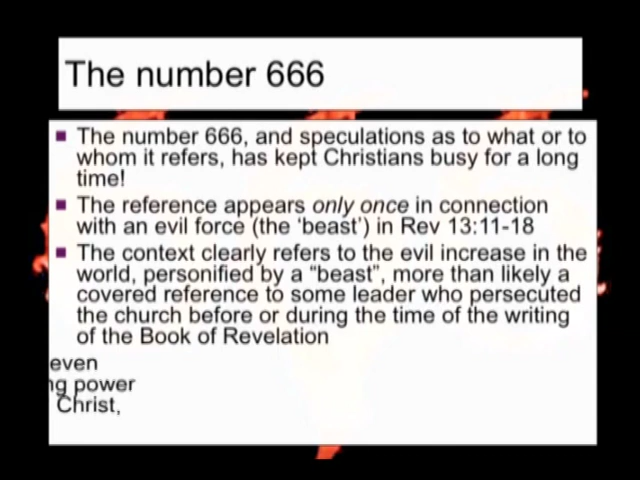 The number 666
The number 666, and speculations as to what or to
whom it refers, has kept Christians busy for a long
time!
The reference appears only once in connection
with an evil force (the ‘beast’) in Rev 13:11-18
The context clearly refers to the evil increase in the
world, personified by a “beast”, more than likely a
covered reference to some leader who persecuted
the church before or during the time of the writing
of the Book of Revelation
even
ng power
Christ,